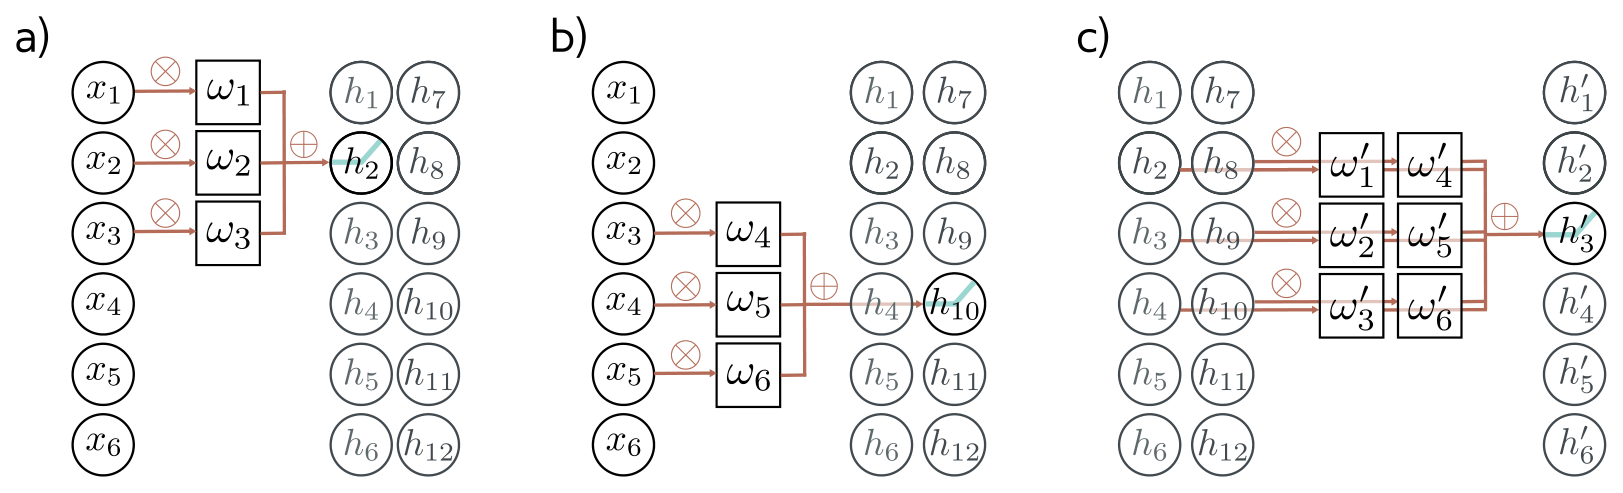 a) b) c)
x₁ ⊗ ω₁ h₁ h₇ x₁ h₁ h₇ h₁ h₇ h′₁
x₂ ⊗ ω₂ ⊕ h₂ h₈ x₂ h₂ h₈ h₂ h₈ ⊗ ω′₁ ω′₄ h′₂
x₃ ⊗ ω₃ h₃ h₉ x₃ ⊗ ω₄ h₃ h₉ h₃ h₉ ⊗ ω′₂ ω′₅ ⊕ h′₃
x₄ h₄ h₁₀ x₄ ⊗ ω₅ ⊕ h₄ h₁₀ h₄ h₁₀ ⊗ ω′₃ ω′₆ h′₄
x₅ h₅ h₁₁ x₅ ⊗ ω₆ h₅ h₁₁ h₅ h₁₁ h′₅
x₆ h₆ h₁₂ x₆ h₆ h₁₂ h₆ h₁₂ h′₆